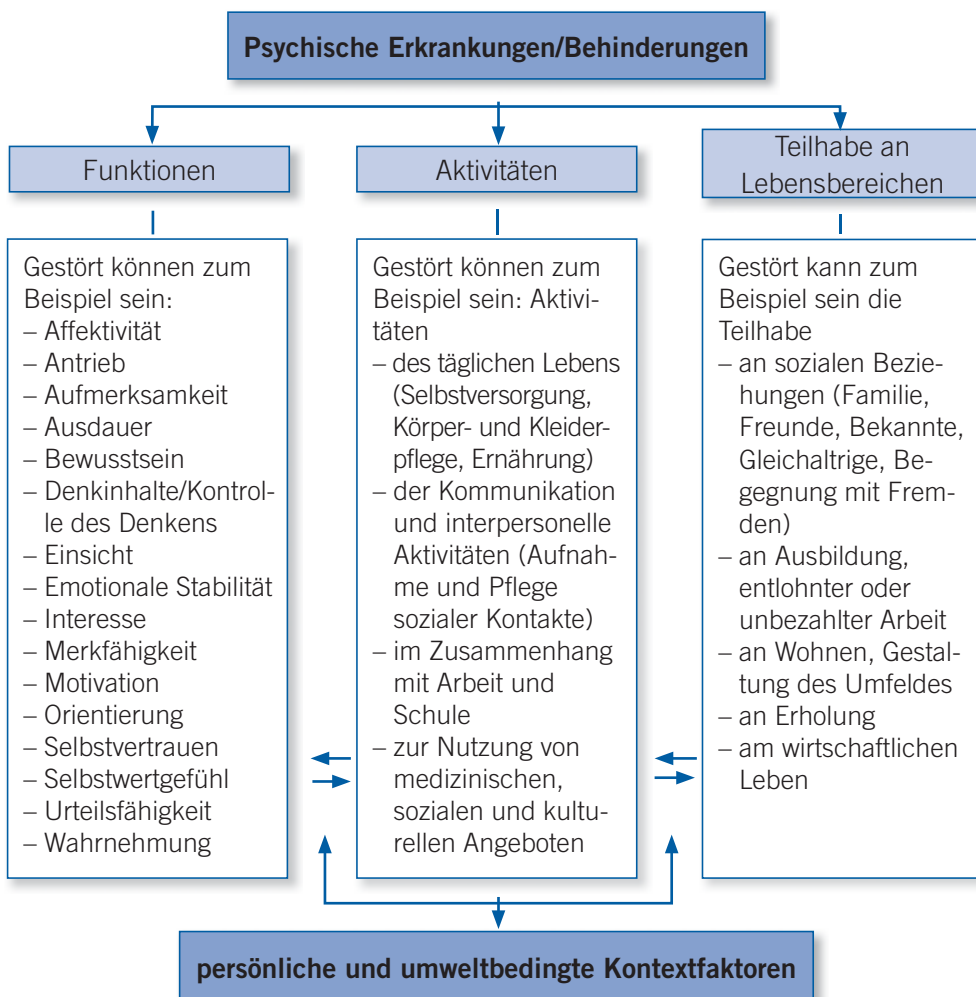 Psychische Erkrankungen/Behinderungen
Funktionen
Gestört können zum
Beispiel sein:
– Affektivität
– Antrieb
– Aufmerksamkeit
– Ausdauer
– Bewusstsein
– Denkinhalte/Kontrol-
le des Denkens
– Einsicht
– Emotionale Stabilität
– Interesse
– Merkfähigkeit
– Motivation
– Orientierung
– Selbstvertrauen
– Selbstwertgefühl
– Urteilsfähigkeit
– Wahrnehmung
Aktivitäten
Gestört können zum
Beispiel sein: Aktivi-
täten
– des täglichen Lebens
(Selbstversorgung,
Körper- und Kleider-
pflege, Ernährung)
– der Kommunikation
und interpersonelle
Aktivitäten (Aufnah-
me und Pflege
sozialer Kontakte)
– im Zusammenhang
mit Arbeit und
Schule
– zur Nutzung von
medizinischen,
sozialen und kultu-
rellen Angeboten
Teilhabe an
Lebensbereichen
Gestört kann zum
Beispiel sein die
Teilhabe
– an sozialen Bezie-
hungen (Familie,
Freunde, Bekannte,
Gleichaltrige, Be-
gegnung mit Frem-
den)
– an Ausbildung,
entlohnter oder
unbezahlter Arbeit
– an Wohnen, Gestal-
tung des Umfeldes
– an Erholung
– am wirtschaftlichen
Leben
persönliche und umweltbedingte Kontextfaktoren